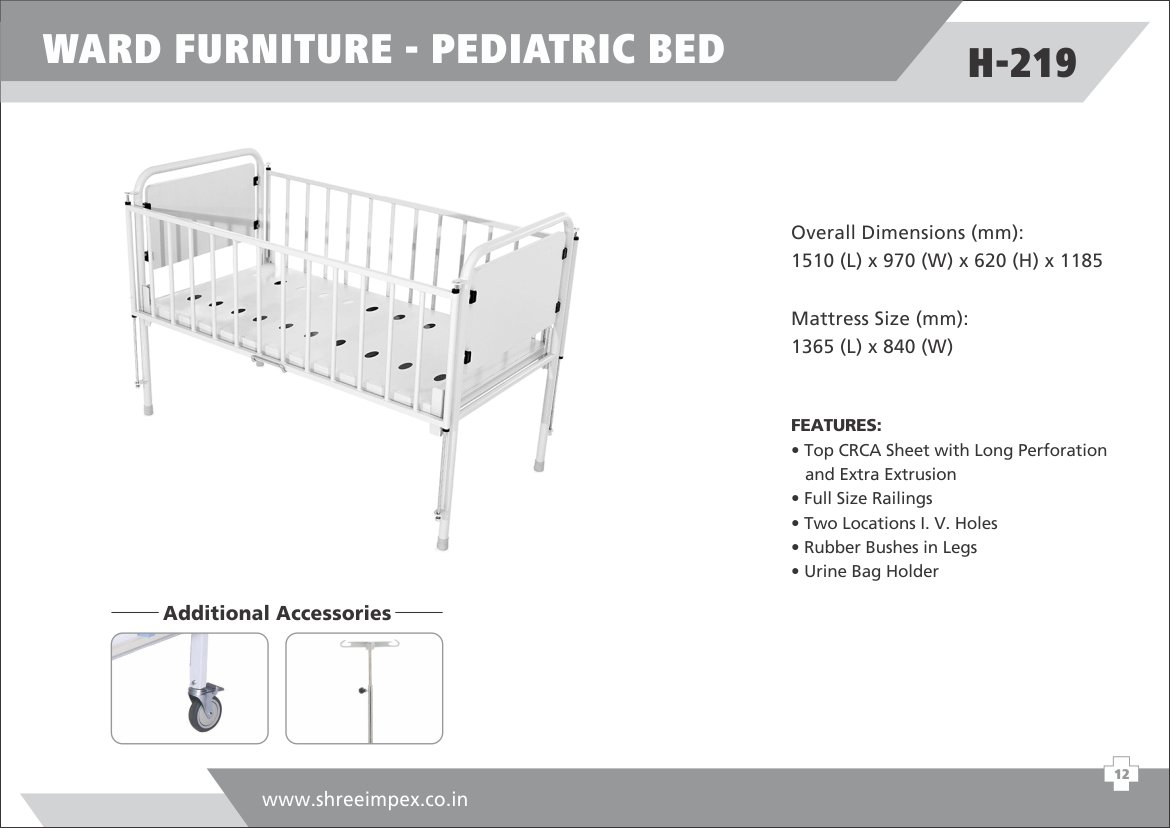 WARD FURNITURE - PEDIATRIC BED
H-219
Overall Dimensions (mm):
1510 (L) x 970 (W) x 620 (H) x 1185
Mattress Size (mm):
1365 (L) x 840 (W)
FEATURES:
• Top CRCA Sheet with Long Perforation
and Extra Extrusion
• Full Size Railings
• Two Locations I. V. Holes
• Rubber Bushes in Legs
• Urine Bag Holder
Additional Accessories
12
www.shreeimpex.co.in